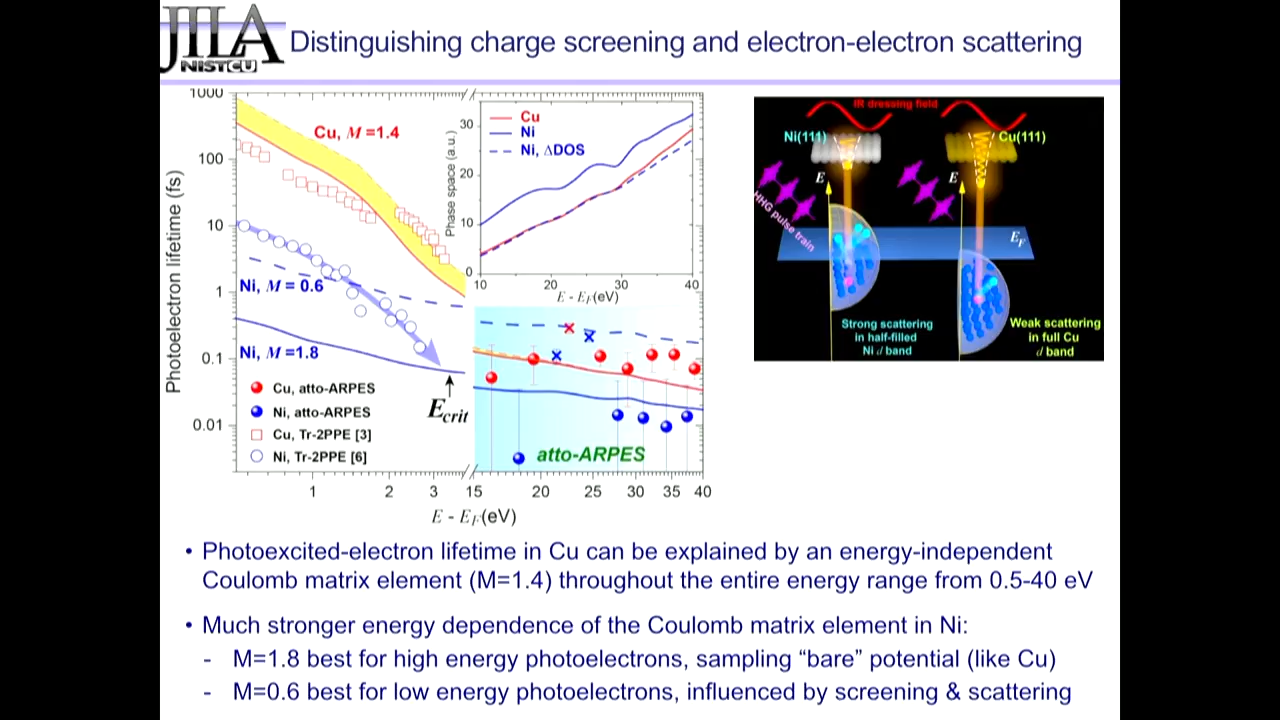 JILA
NIST CU
Distinguishing charge screening and electron-electron scattering
1000
100
10
1
0.1
0.01
Photoelectron lifetime (fs)
Cu, M =1.4
Ni, M = 0.6
Ni, M =1.8
Cu, atto-ARPES
Ni, atto-ARPES
Cu, Tr-2PPE [3]
Ni, Tr-2PPE [6]
Ecrit
atto-ARPES
1 2 3 15 20 25 30 35 40
E - EF(eV)
Cu
Ni
Ni, ΔDOS
Phase space (a.u.)
30
20
10
0
10 20 30 40
E - EF(eV)
IR dressing field
Ni(111)
Cu(111)
E
E
HHG pulse train
EF
Strong scattering
in half-filled
Ni d band
Weak scattering
in full Cu
d band
• Photoexcited-electron lifetime in Cu can be explained by an energy-independent
Coulomb matrix element (M=1.4) throughout the entire energy range from 0.5-40 eV
• Much stronger energy dependence of the Coulomb matrix element in Ni:
- M=1.8 best for high energy photoelectrons, sampling “bare” potential (like Cu)
- M=0.6 best for low energy photoelectrons, influenced by screening & scattering